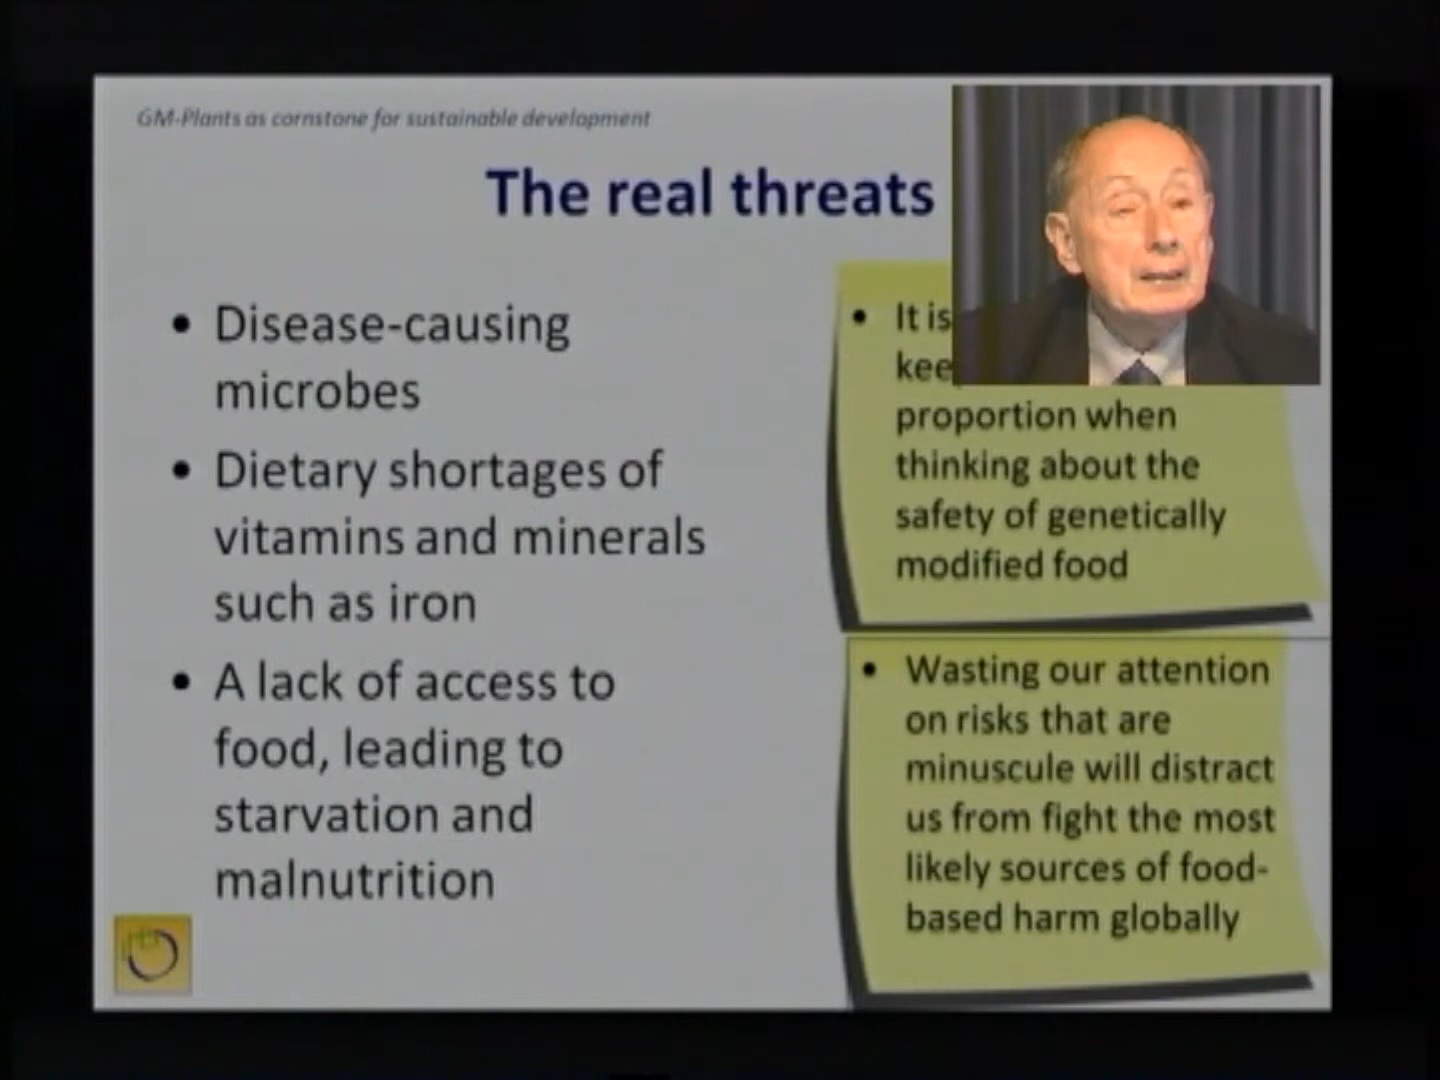 GM-Plants as cornstone for sustainable development
The real threats
• Disease-causing
microbes
• Dietary shortages of
vitamins and minerals
such as iron
• A lack of access to
food, leading to
starvation and
malnutrition
• It is
proportion when
thinking about the
safety of genetically
modified food
• Wasting our attention
on risks that are
minuscule will distract
us from fight the most
likely sources of food-
based harm globally